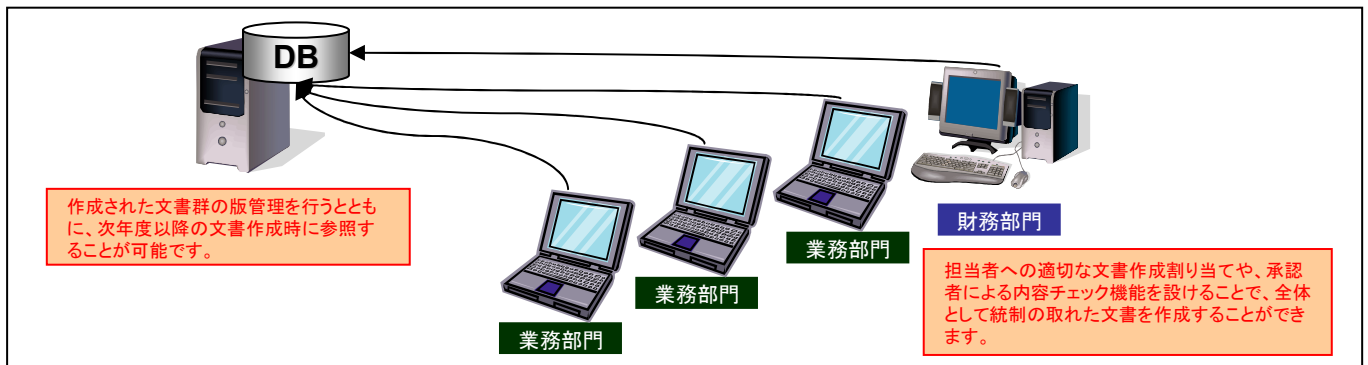 DB
作成された文書群の版管理を行うととも
に、次年度以降の文書作成時に参照す
ることが可能です。
業務部門
業務部門
業務部門
財務部門
担当者への適切な文書作成割り当てや、承認
者による内容チェック機能を設けることで、全体
として統制の取れた文書を作成することができ
ます。